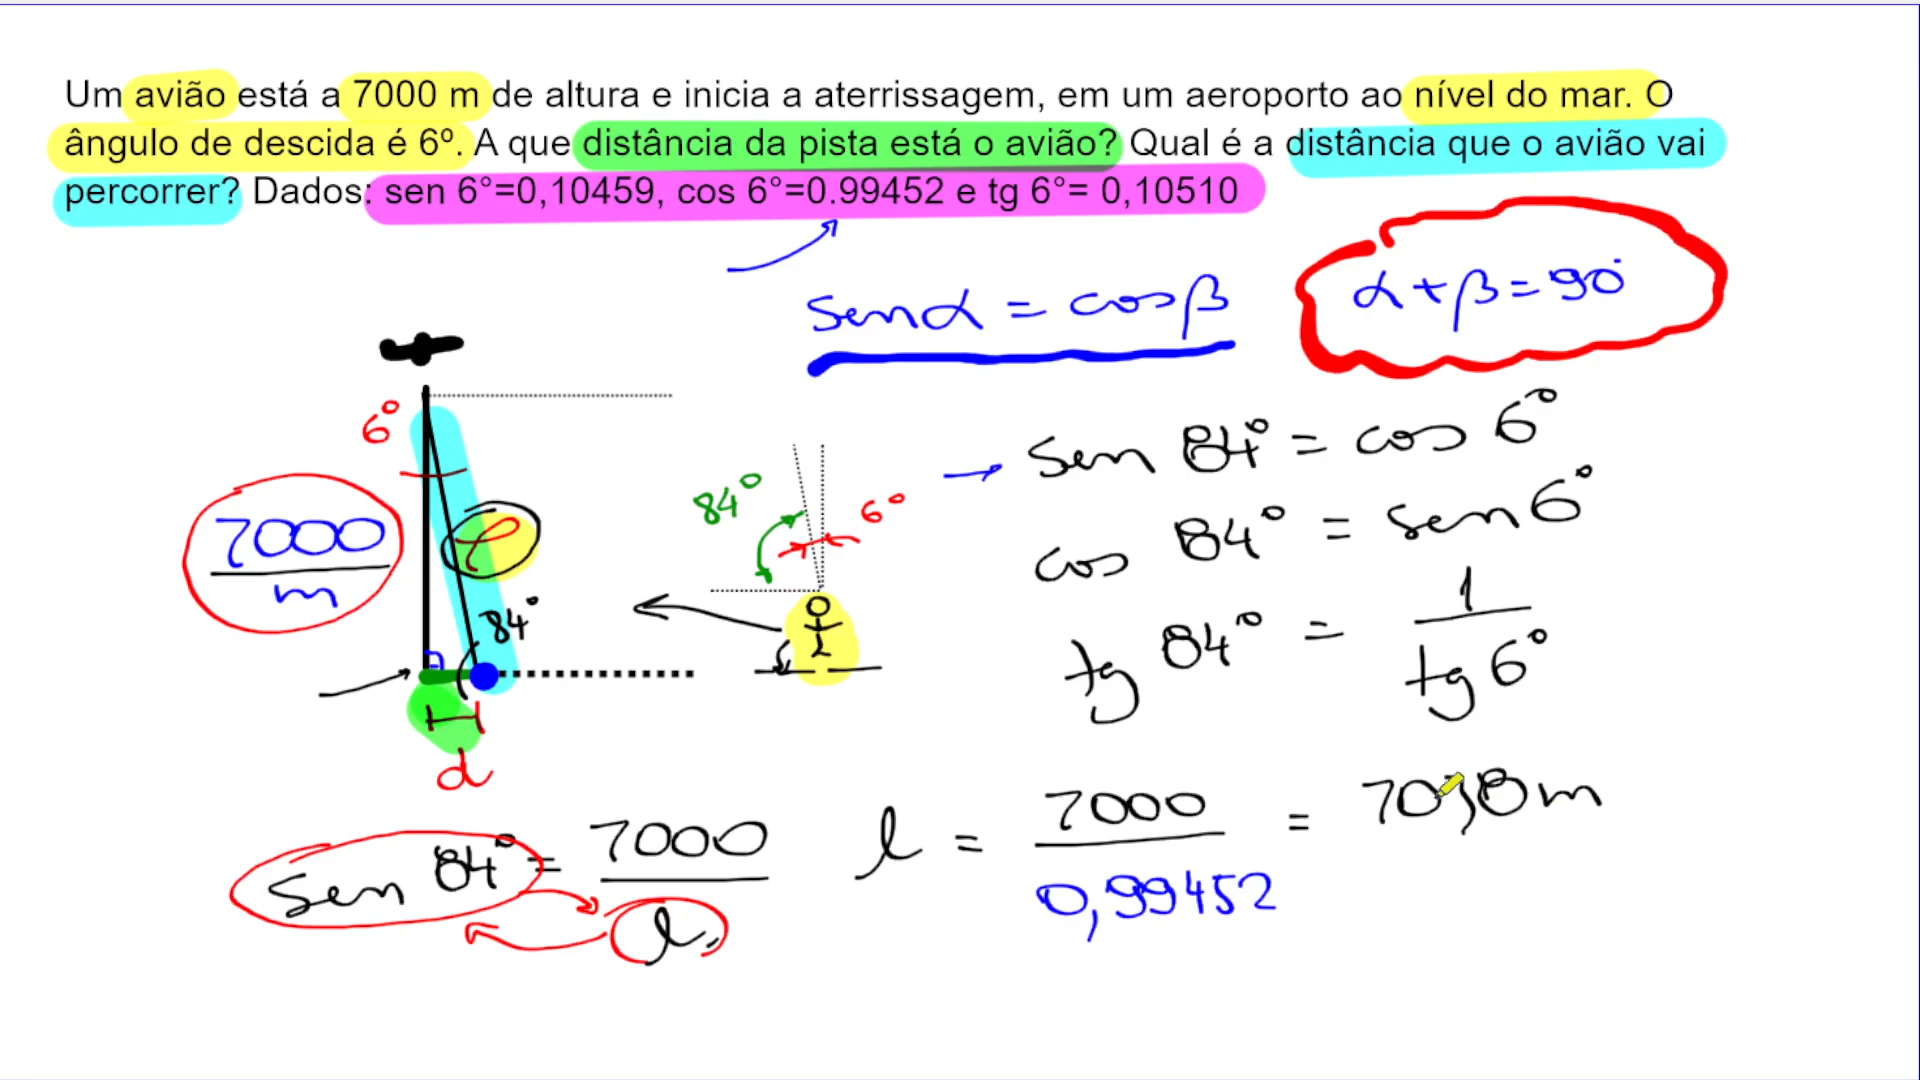 Um avião está a 7000 m de altura e inicia a aterrissagem, em um aeroporto ao nível do mar. O
ângulo de descida é 6º. A que distância da pista está o avião? Qual é a distância que o avião vai
percorrer? Dados: sen 6°=0,10459, cos 6°=0.99452 e tg 6°= 0,10510
sen α = cos β
α + β = 90°
6°
sen 84° = cos 6°
84°
6°
7000
m
l
cos 84° = sen 6°
84°
tg 84° = 1 / tg 6°
d
sen 84° = 7000 / l
l = 7000 / 0,99452 =